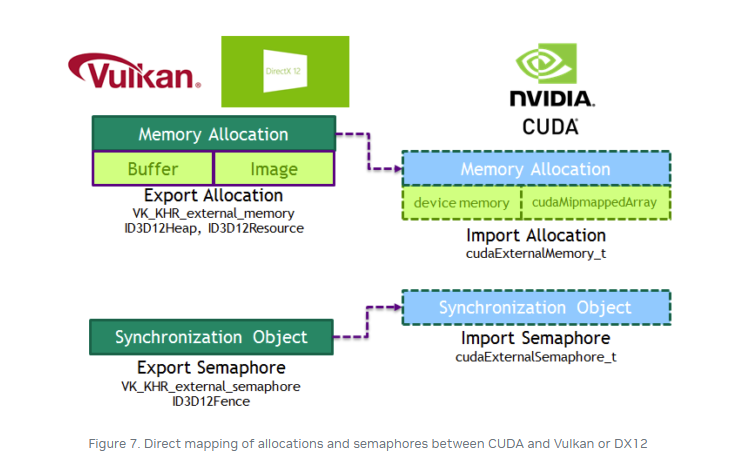 Vulkan.
DirectX 12
NVIDIA.
CUDA®
Memory Allocation
Buffer
Image
Export Allocation
VK_KHR_external_memory
ID3D12Heap, ID3D12Resource
Memory Allocation
device memory
cudaMipmappedArray
Import Allocation
cudaExternalMemory_t
Synchronization Object
Export Semaphore
VK_KHR_external_semaphore
ID3D12Fence
Synchronization Object
Import Semaphore
cudaExternalSemaphore_t
Figure 7. Direct mapping of allocations and semaphores between CUDA and Vulkan or DX12